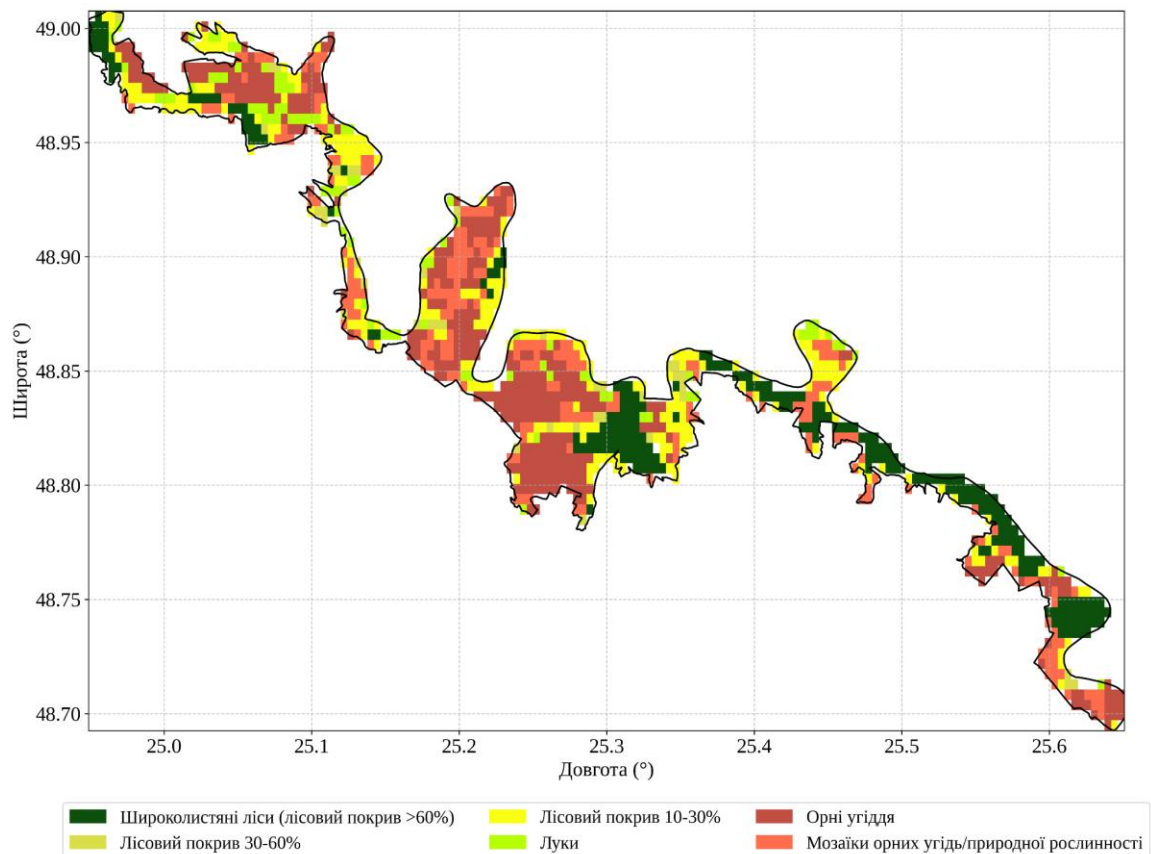 49.00
48.95
48.90
48.85
48.80
48.75
48.70
Широта (°)
25.0 25.1 25.2 25.3 25.4 25.5 25.6
Довгота (°)
Широколистяні ліси (лісовий покрив >60%) Лісовий покрив 10-30% Орні угіддя
Лісовий покрив 30-60% Луки Мозаїки орних угідь/природної рослинності